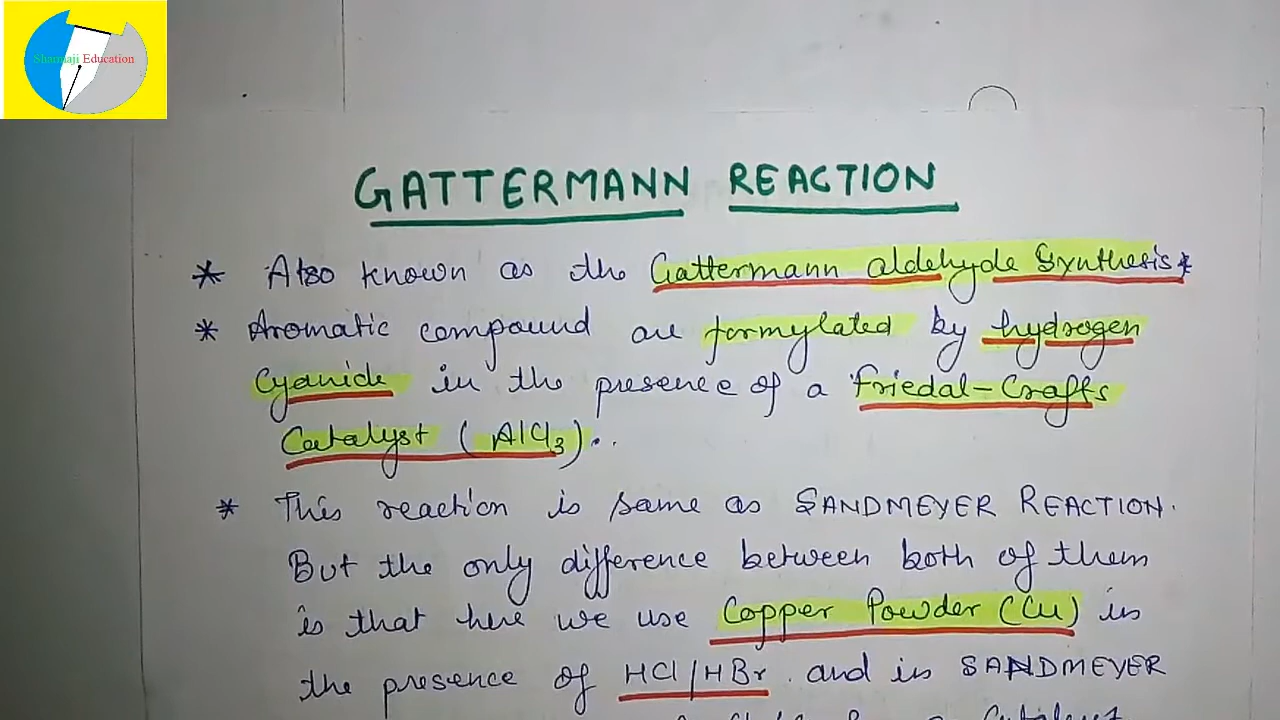 Sharmaji Education
GATTERMANN REACTION
* Also known as the Gattermann aldehyde Synthesis *
* Aromatic compound are formylated by hydrogen
Cyanide in the presence of a Friedal-Crafts
Catalyst (AlCl3)..
* This reaction is same as SANDMEYER REACTION.
But the only difference between both of them
is that here we use Copper Powder (Cu) in
the presence of HCl/HBr. and in SANDMEYER
Catalyst